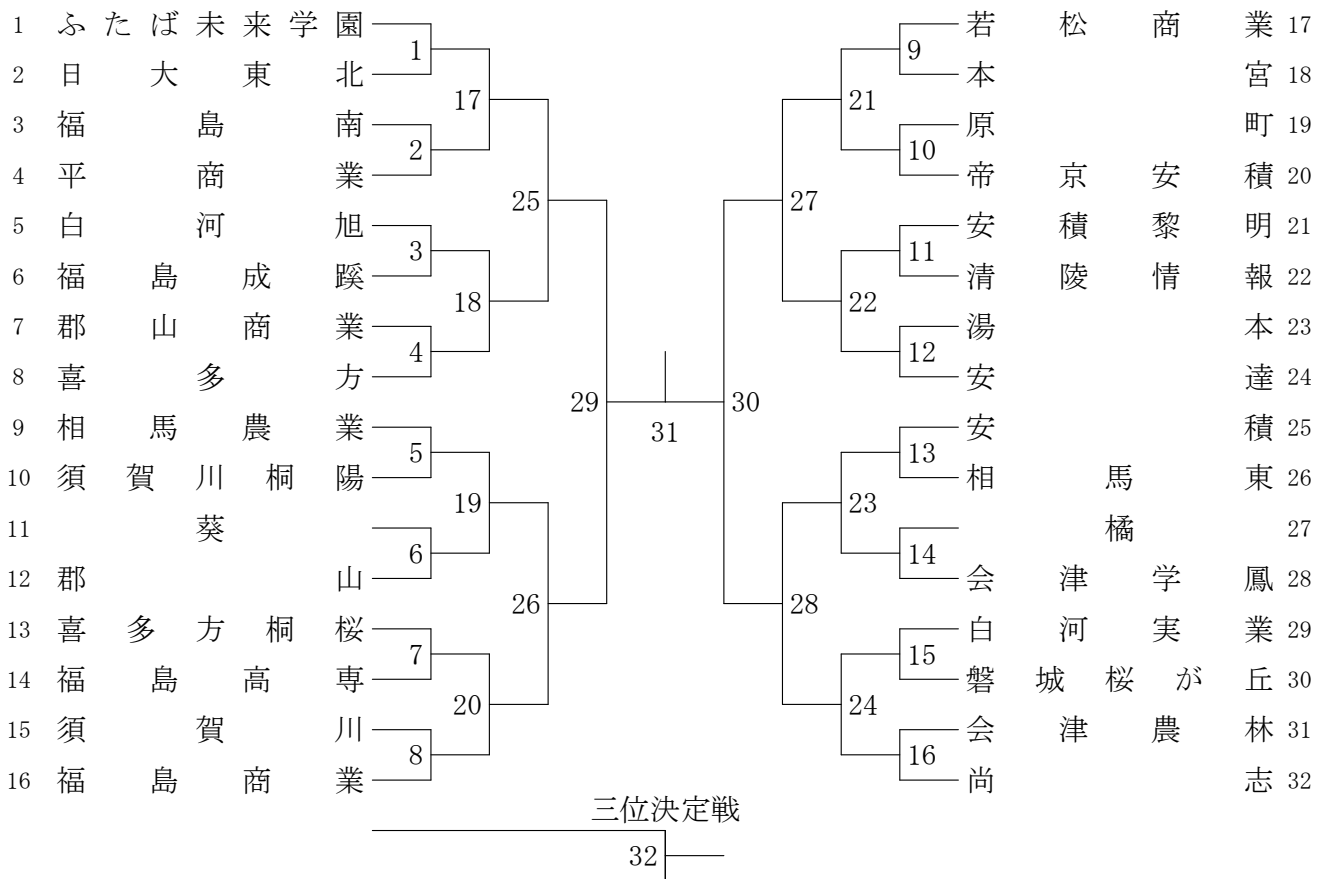 1 ふたば未来学園
2 日大東北
3 福島南
4 平商業
5 白河旭
6 福島成蹊
7 郡山商業
8 喜多方
9 相馬農業
10 須賀川桐陽
11 葵
12 郡山
13 喜多方桐桜
14 福島高専
15 須賀川
16 福島商業
1
2
3
4
5
6
7
8
17
18
19
20
25
26
29
31
30
27
28
21
22
23
24
9
10
11
12
13
14
15
16
若松商業 17
本宮 18
原町 19
帝京安積 20
安積黎明 21
清陵情報 22
湯本 23
安達 24
安積 25
相馬東 26
橘 27
会津学鳳 28
白河実業 29
磐城桜が丘 30
会津農林 31
尚志 32
三位決定戦
32